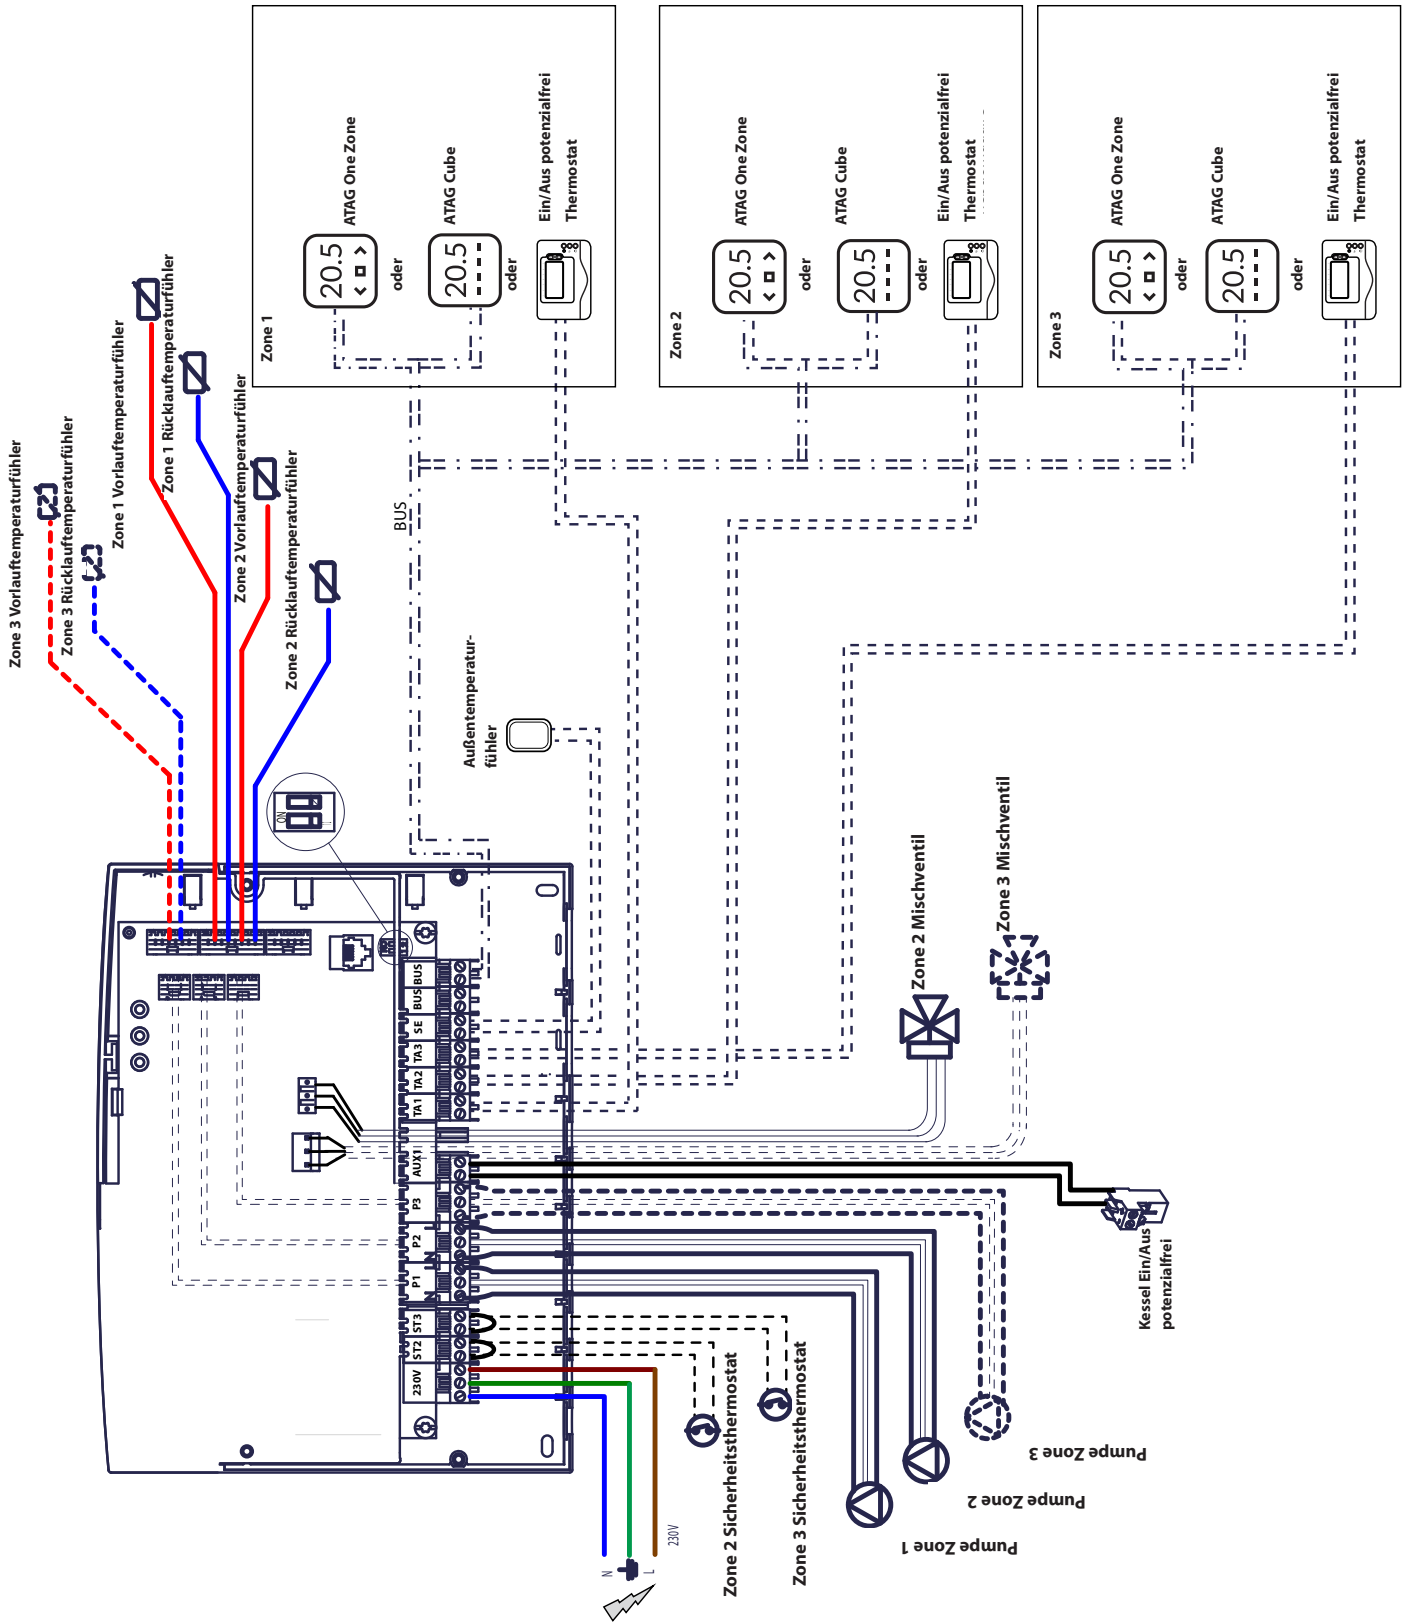 Zone 3 Vorlauftemperaturfühler
Zone 3 Rücklauftemperaturfühler
Zone 1 Vorlauftemperaturfühler
Zone 1 Rücklauftemperaturfühler
Zone 2 Vorlauftemperaturfühler
Zone 2 Rücklauftemperaturfühler
Zone 1
20.5
ATAG One Zone
oder
20.5
ATAG Cube
oder
Ein/Aus potenzialfrei
Thermostat
Zone 2
20.5
ATAG One Zone
oder
20.5
ATAG Cube
oder
Ein/Aus potenzialfrei
Thermostat
Zone 3
20.5
ATAG One Zone
oder
20.5
ATAG Cube
oder
Ein/Aus potenzialfrei
Thermostat
BUS
Außentemperatur-
fühler
ON
230V
ST2
ST3
P1
P2
P3
AUX1
TA1
TA2
TA3
SE
BUS
BUS
N
L
N
L
Zone 2 Mischventil
Zone 3 Mischventil
Kessel Ein/Aus
potenzialfrei
Pumpe Zone 3
Pumpe Zone 2
Pumpe Zone 1
Zone 2 Sicherheitsthermostat
Zone 3 Sicherheitsthermostat
N
L
230V